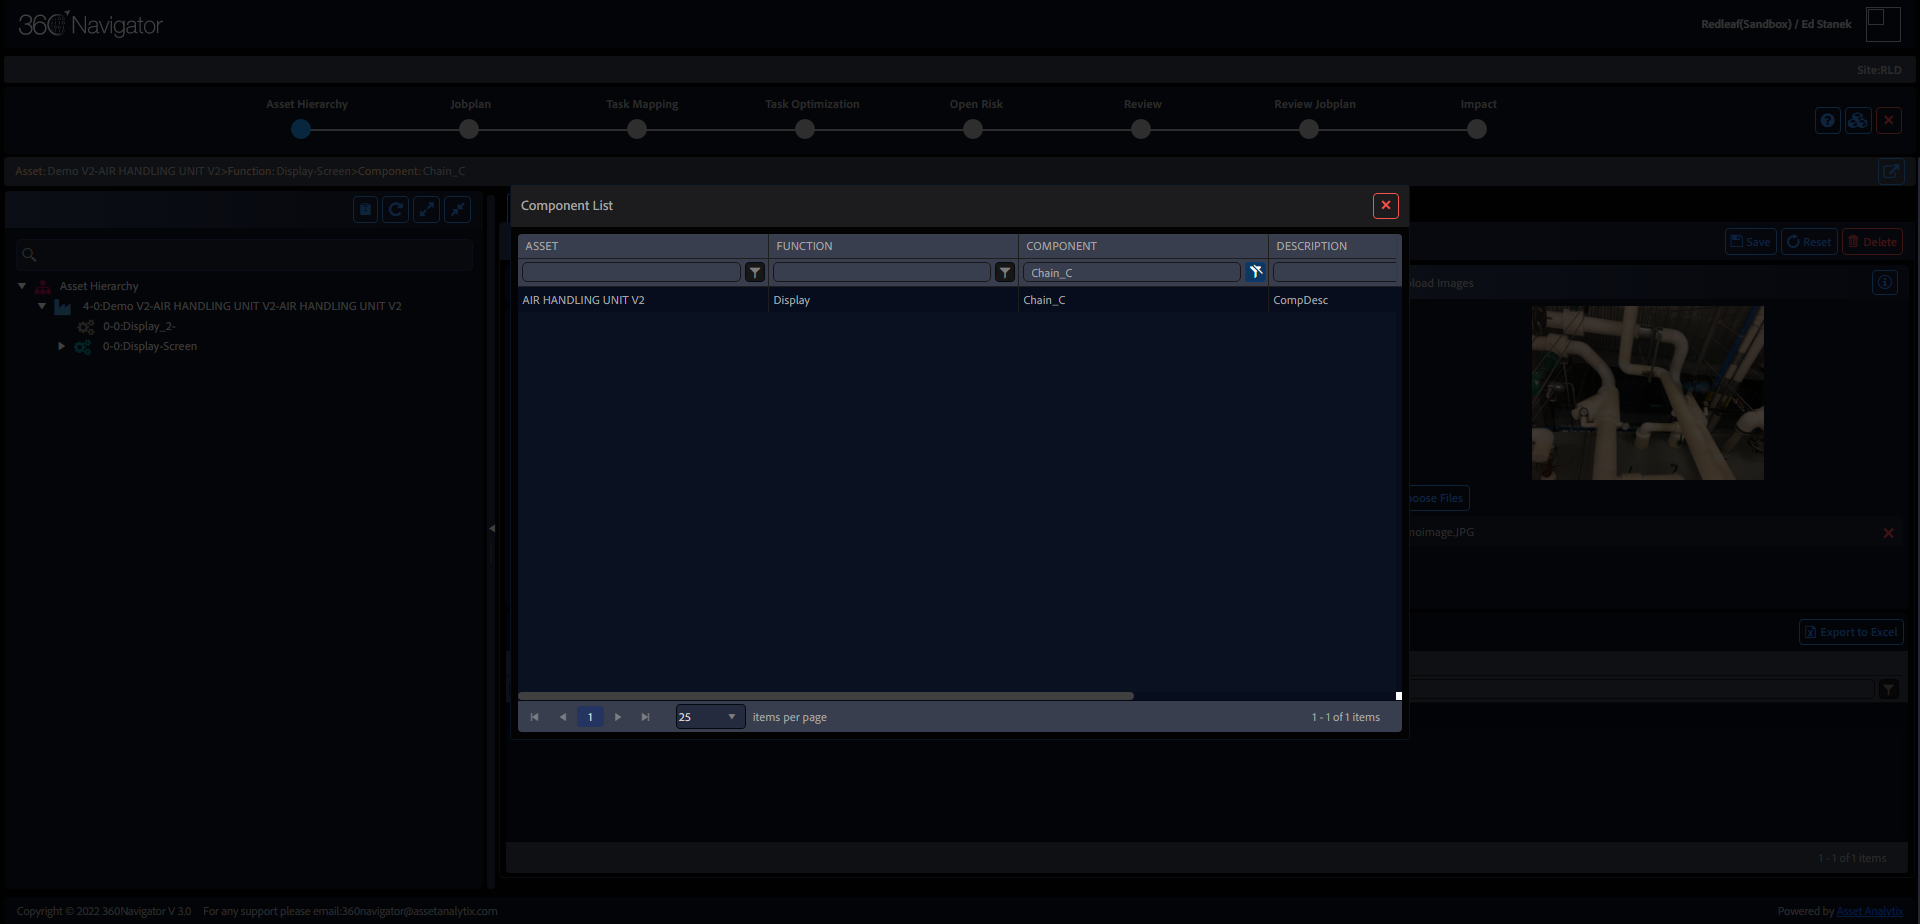 360 Navigator
Redleaf(Sandbox) / Ed Stanek
Site:RLD
Asset Hierarchy
Jobplan
Task Mapping
Task Optimization
Open Risk
Review
Review Jobplan
Impact
Asset: Demo V2-AIR HANDLING UNIT V2>Function: Display-Screen>Component: Chain_C
Asset Hierarchy
4-0:Demo V2-AIR HANDLING UNIT V2-AIR HANDLING UNIT V2
0-0:Display_2-
0-0:Display-Screen
Component List
ASSET FUNCTION COMPONENT DESCRIPTION
Chain_C
AIR HANDLING UNIT V2 Display Chain_C CompDesc
1 25 items per page 1 - 1 of 1 items
Save Reset Delete
Images
Files
Export to Excel
1 - 1 of 1 items
Copyright © 2022 360Navigator V 3.0 For any support please email:360navigator@assetanalytix.com
Powered by Asset Analytix